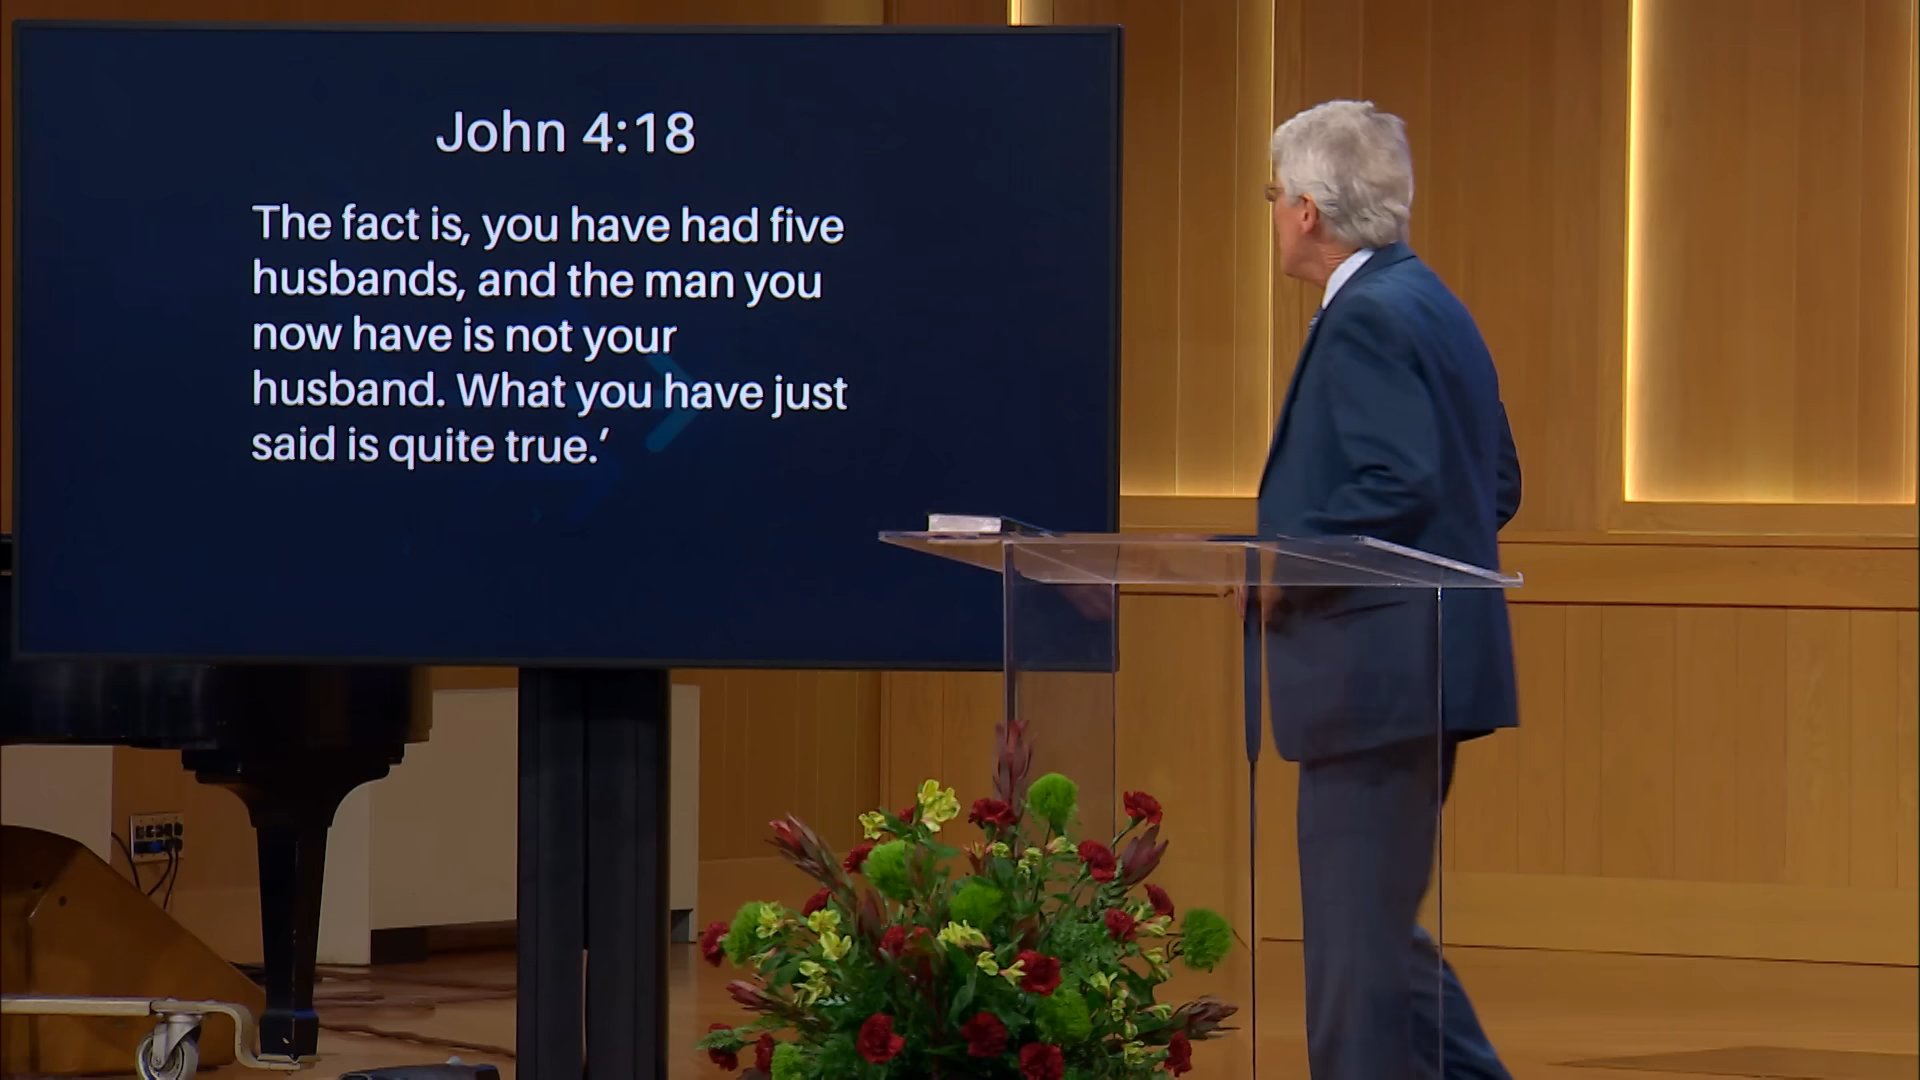 John 4:18
The fact is, you have had five
husbands, and the man you
now have is not your
husband. What you have just
said is quite true.’